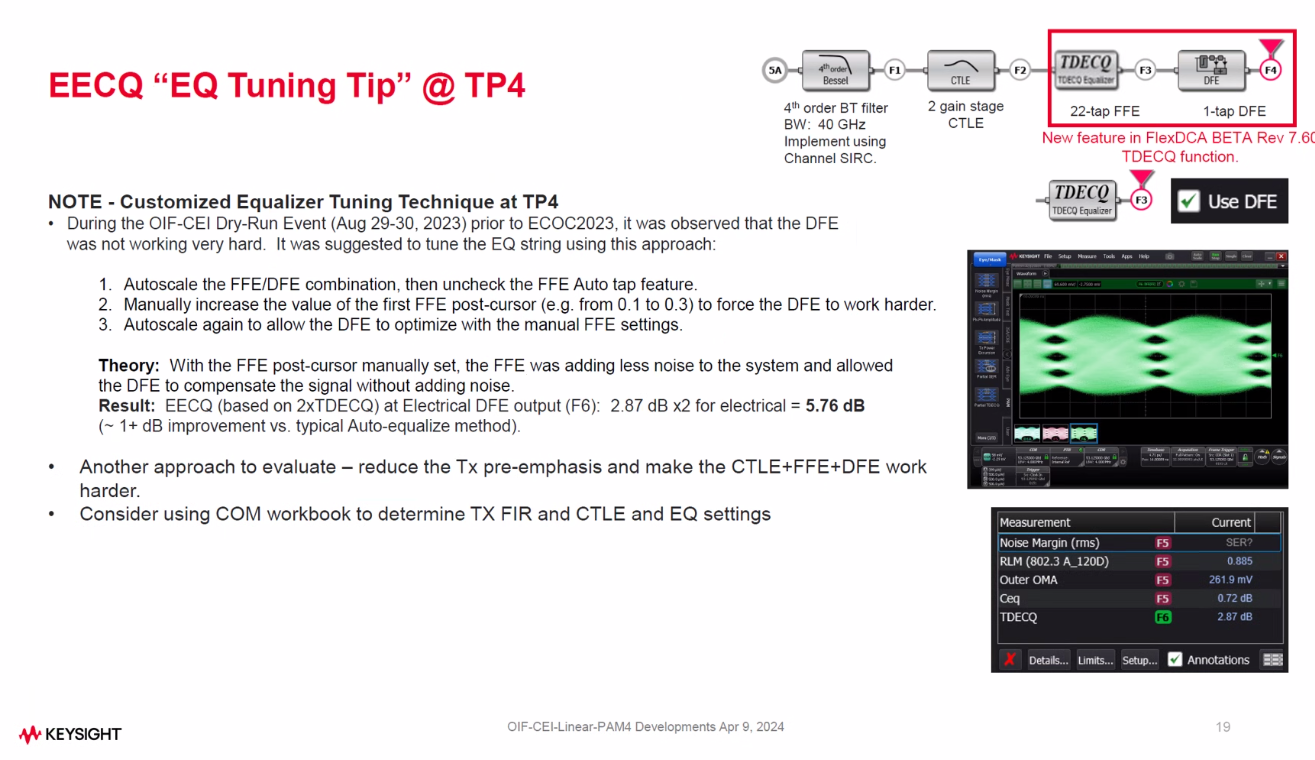 EECQ “EQ Tuning Tip” @ TP4
5A
4th order
Bessel
F1
CTLE
F2
TDECQ
TDECQ Equalizer
F3
DFE
F4
4th order BT filter
BW: 40 GHz
Implement using
Channel SIRC.
2 gain stage
CTLE
22-tap FFE
1-tap DFE
New feature in FlexDCA BETA Rev 7.60
TDECQ function.
TDECQ
TDECQ Equalizer
F3
Use DFE
NOTE - Customized Equalizer Tuning Technique at TP4
• During the OIF-CEI Dry-Run Event (Aug 29-30, 2023) prior to ECOC2023, it was observed that the DFE
was not working very hard. It was suggested to tune the EQ string using this approach:
1. Autoscale the FFE/DFE combination, then uncheck the FFE Auto tap feature.
2. Manually increase the value of the first FFE post-cursor (e.g. from 0.1 to 0.3) to force the DFE to work harder.
3. Autoscale again to allow the DFE to optimize with the manual FFE settings.
Theory: With the FFE post-cursor manually set, the FFE was adding less noise to the system and allowed
the DFE to compensate the signal without adding noise.
Result: EECQ (based on 2xTDECQ) at Electrical DFE output (F6): 2.87 dB x2 for electrical = 5.76 dB
(~ 1+ dB improvement vs. typical Auto-equalize method).
• Another approach to evaluate – reduce the Tx pre-emphasis and make the CTLE+FFE+DFE work
harder.
• Consider using COM workbook to determine TX FIR and CTLE and EQ settings
Eye/Mask
KEYSIGHT File Setup Measure Tools Apps Help
Waveform
Measurement Current
Noise Margin (rms) F5 SER?
RLM (802.3 A_120D) F5 0.885
Outer OMA F5 261.9 mV
Ceq F5 0.72 dB
TDECQ F6 2.87 dB
Details... Limits... Setup... Annotations
KEYSIGHT
OIF-CEI-Linear-PAM4 Developments Apr 9, 2024
19